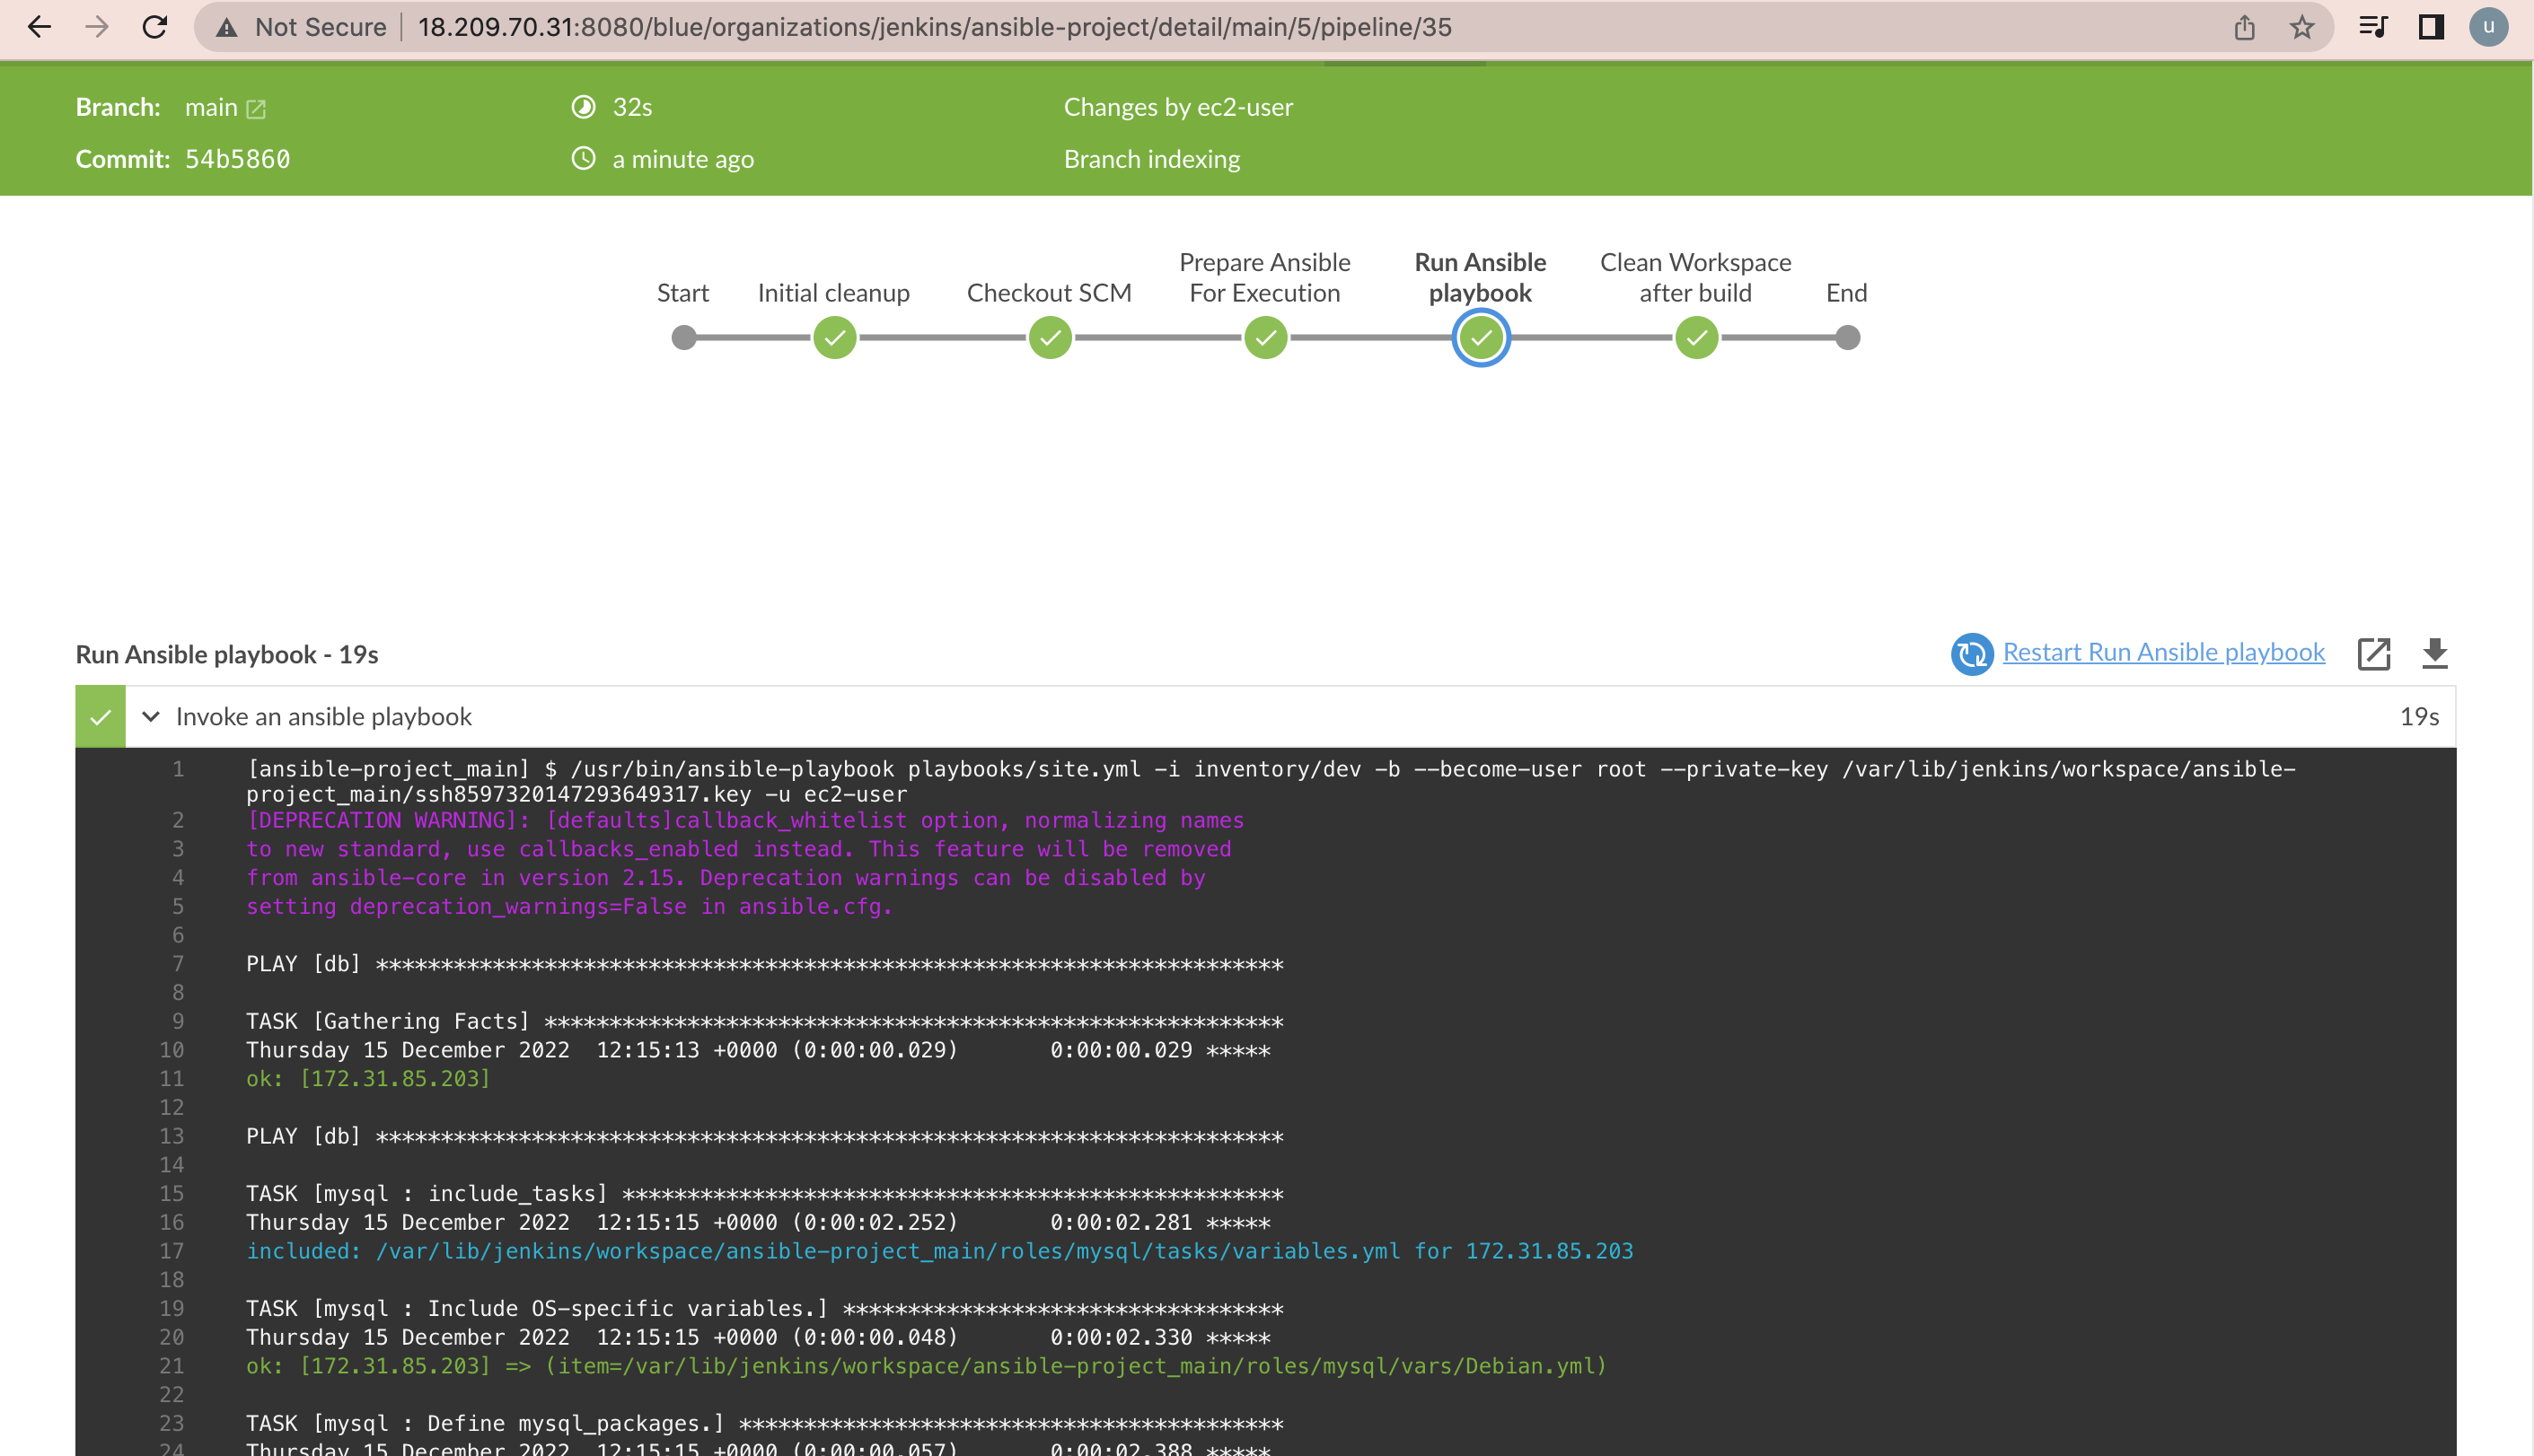 Not Secure 18.209.70.31:8080/blue/organizations/jenkins/ansible-project/detail/main/5/pipeline/35
u
Branch: main 32s Changes by ec2-user
Commit: 54b5860 a minute ago Branch indexing
Start Initial cleanup Checkout SCM Prepare Ansible For Execution Run Ansible playbook Clean Workspace after build End
Run Ansible playbook - 19s Restart Run Ansible playbook
Invoke an ansible playbook 19s
1 [ansible-project_main] $ /usr/bin/ansible-playbook playbooks/site.yml -i inventory/dev -b --become-user root --private-key /var/lib/jenkins/workspace/ansible-
project_main/ssh8597320147293649317.key -u ec2-user
2 [DEPRECATION WARNING]: [defaults]callback_whitelist option, normalizing names
3 to new standard, use callbacks_enabled instead. This feature will be removed
4 from ansible-core in version 2.15. Deprecation warnings can be disabled by
5 setting deprecation_warnings=False in ansible.cfg.
6
7 PLAY [db] **********************************************************************
8
9 TASK [Gathering Facts] *********************************************************
10 Thursday 15 December 2022  12:15:13 +0000 (0:00:00.029)       0:00:00.029 *****
11 ok: [172.31.85.203]
12
13 PLAY [db] **********************************************************************
14
15 TASK [mysql : include_tasks] ***************************************************
16 Thursday 15 December 2022  12:15:15 +0000 (0:00:02.252)       0:00:02.281 *****
17 included: /var/lib/jenkins/workspace/ansible-project_main/roles/mysql/tasks/variables.yml for 172.31.85.203
18
19 TASK [mysql : Include OS-specific variables.] **********************************
20 Thursday 15 December 2022  12:15:15 +0000 (0:00:00.048)       0:00:02.330 *****
21 ok: [172.31.85.203] => (item=/var/lib/jenkins/workspace/ansible-project_main/roles/mysql/vars/Debian.yml)
22
23 TASK [mysql : Define mysql_packages.] ******************************************
24 Thursday 15 December 2022  12:15:15 +0000 (0:00:00.057)       0:00:02.388 *****